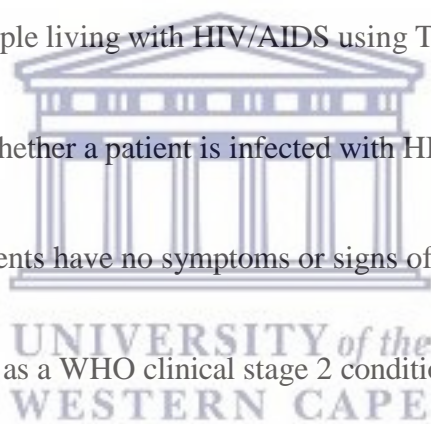 ple living with HIV/AIDS using T
hether a patient is infected with HI
ents have no symptoms or signs of
UNIVERSITY of the
as a WHO clinical stage 2 conditio
WESTERN CAPE